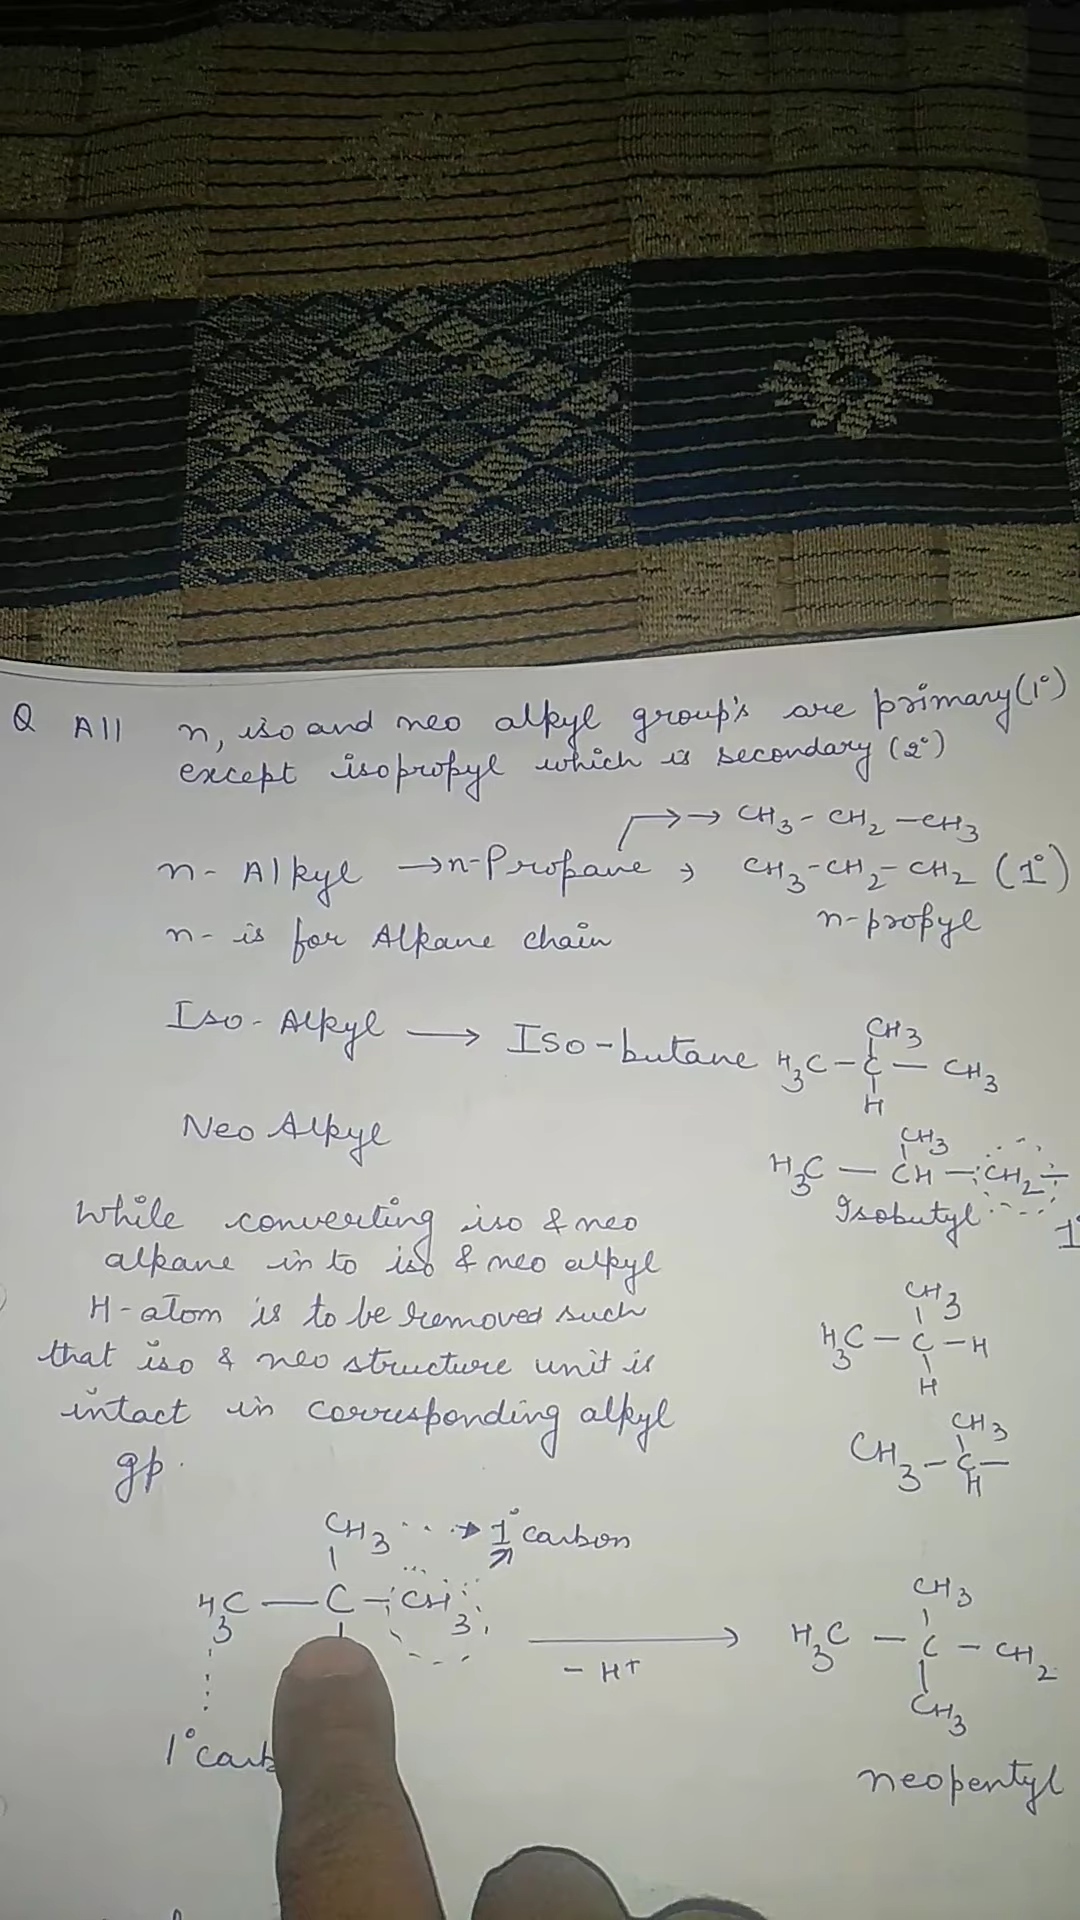 Q All n, iso and neo alkyl group's are primary (1°)
except isopropyl which is secondary (2°)
→→ CH3 - CH2 - CH3
n- Alkyl → n-Propane → CH3-CH2-CH2 (1°)
n-propyl
n- is for Alkane chain
Iso-Alkyl → Iso-butane
CH3
H3C - C - CH3
H
Neo Alkyl
CH3
H3C - CH - CH2 -
Isobutyl 1°
While converting iso & neo
alkane in to iso & neo alkyl
H-atom is to be removed such
that iso & neo structure unit is
intact in corresponding alkyl
gp.
CH3
H3C - C - H
H
CH3
CH3 - C -
H
CH3 → 1° carbon
H3C - C - CH3
1° carb
- H+ →
CH3
H3C - C - CH2
CH3
neopentyl